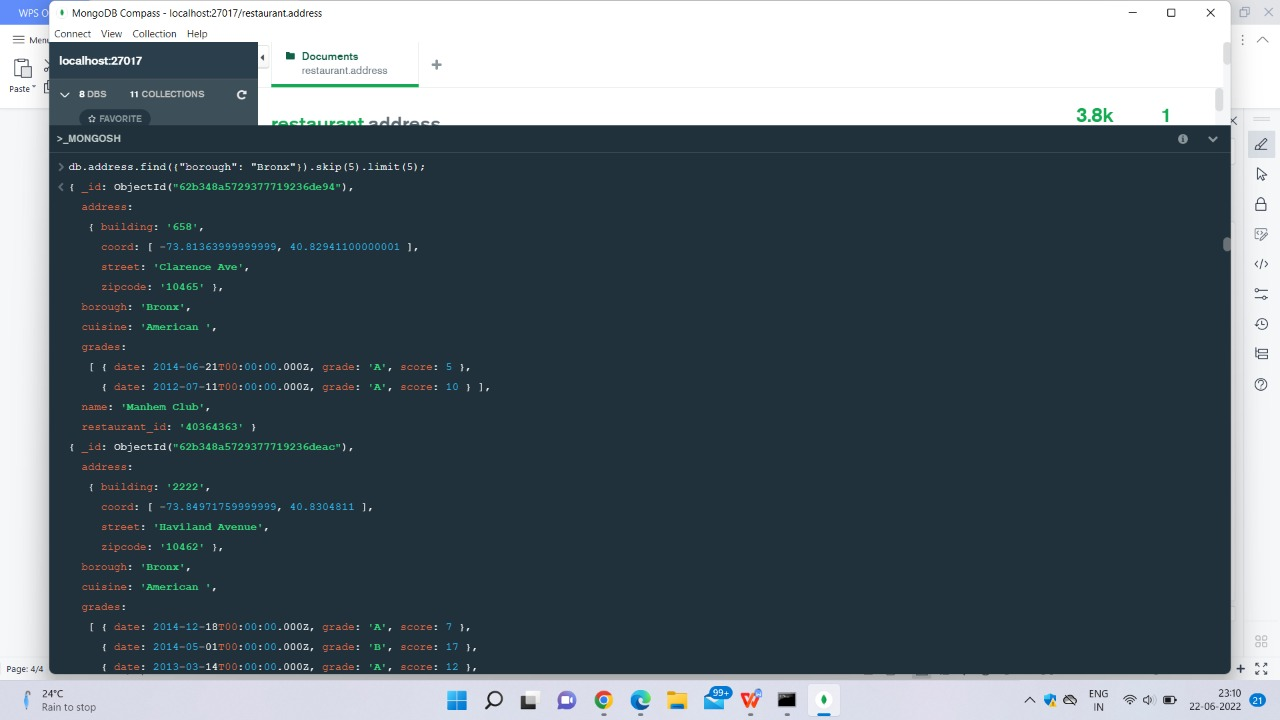 WPS O
MongoDB Compass - localhost:27017/restaurant.address
Menu
Connect View Collection Help
Paste
localhost:27017
Documents
restaurant.address
8 DBS 11 COLLECTIONS
FAVORITE
restaurant.address
3.8k 1
>_MONGOSH
db.address.find({"borough": "Bronx"}).skip(5).limit(5);
{ _id: ObjectId("62b348a5729377719236de94"),
address:
{ building: '658',
coord: [ -73.81363999999999, 40.82941100000001 ],
street: 'Clarence Ave',
zipcode: '10465' },
borough: 'Bronx',
cuisine: 'American ',
grades:
[ { date: 2014-06-21T00:00:00.000Z, grade: 'A', score: 5 },
{ date: 2012-07-11T00:00:00.000Z, grade: 'A', score: 10 } ],
name: 'Manhem Club',
restaurant_id: '40364363' }
{ _id: ObjectId("62b348a5729377719236deac"),
address:
{ building: '2222',
coord: [ -73.84971759999999, 40.8304811 ],
street: 'Haviland Avenue',
zipcode: '10462' },
borough: 'Bronx',
cuisine: 'American ',
grades:
[ { date: 2014-12-18T00:00:00.000Z, grade: 'A', score: 7 },
{ date: 2014-05-01T00:00:00.000Z, grade: 'B', score: 17 },
{ date: 2013-03-14T00:00:00.000Z, grade: 'A', score: 12 },
Page: 4/4
24°C
Rain to stop
99+
ENG
IN
23:10
22-06-2022
21